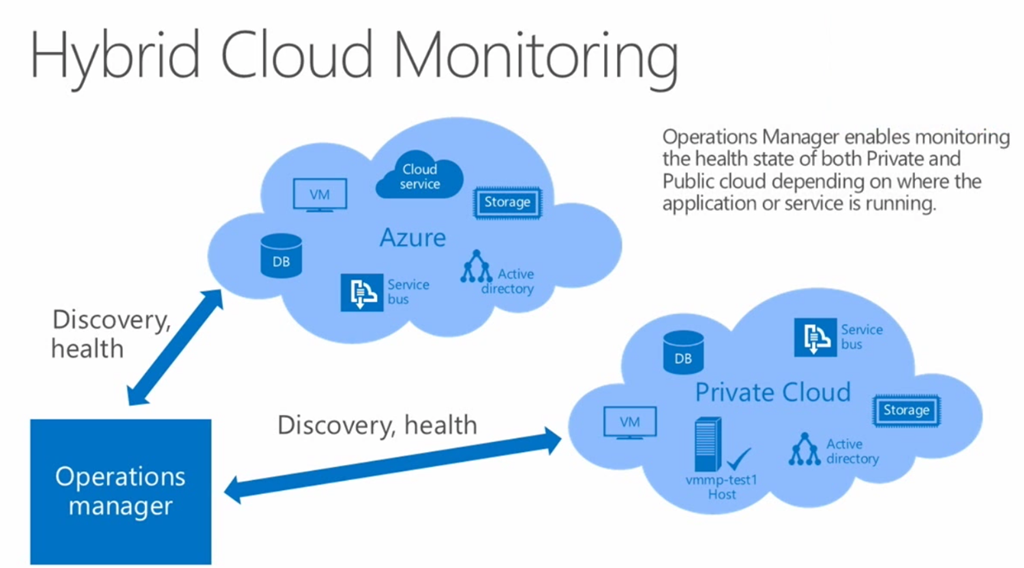 Hybrid Cloud Monitoring
Operations Manager enables monitoring
the health state of both Private and
Public cloud depending on where the
application or service is running.
Cloud
service
VM
Storage
Azure
DB
Service
bus
Active
directory
Discovery,
health
Service
bus
DB
Private Cloud
Storage
VM
Active
directory
vmmp-test1
Host
Discovery, health
Operations
manager